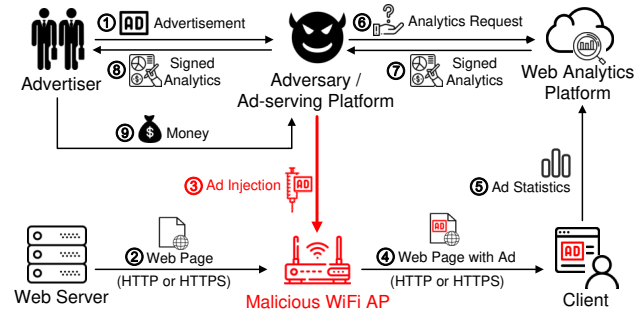 ① AD Advertisement
⑥ ? Analytics Request
⑧ Signed
Analytics
⑦ Signed
Analytics
Advertiser
Adversary /
Ad-serving Platform
Web Analytics
Platform
⑨ $ Money
③ Ad Injection AD
⑤ Ad Statistics
② Web Page
(HTTP or HTTPS)
④ Web Page with Ad
AD
(HTTP or HTTPS)
AD
Web Server
Malicious WiFi AP
Client